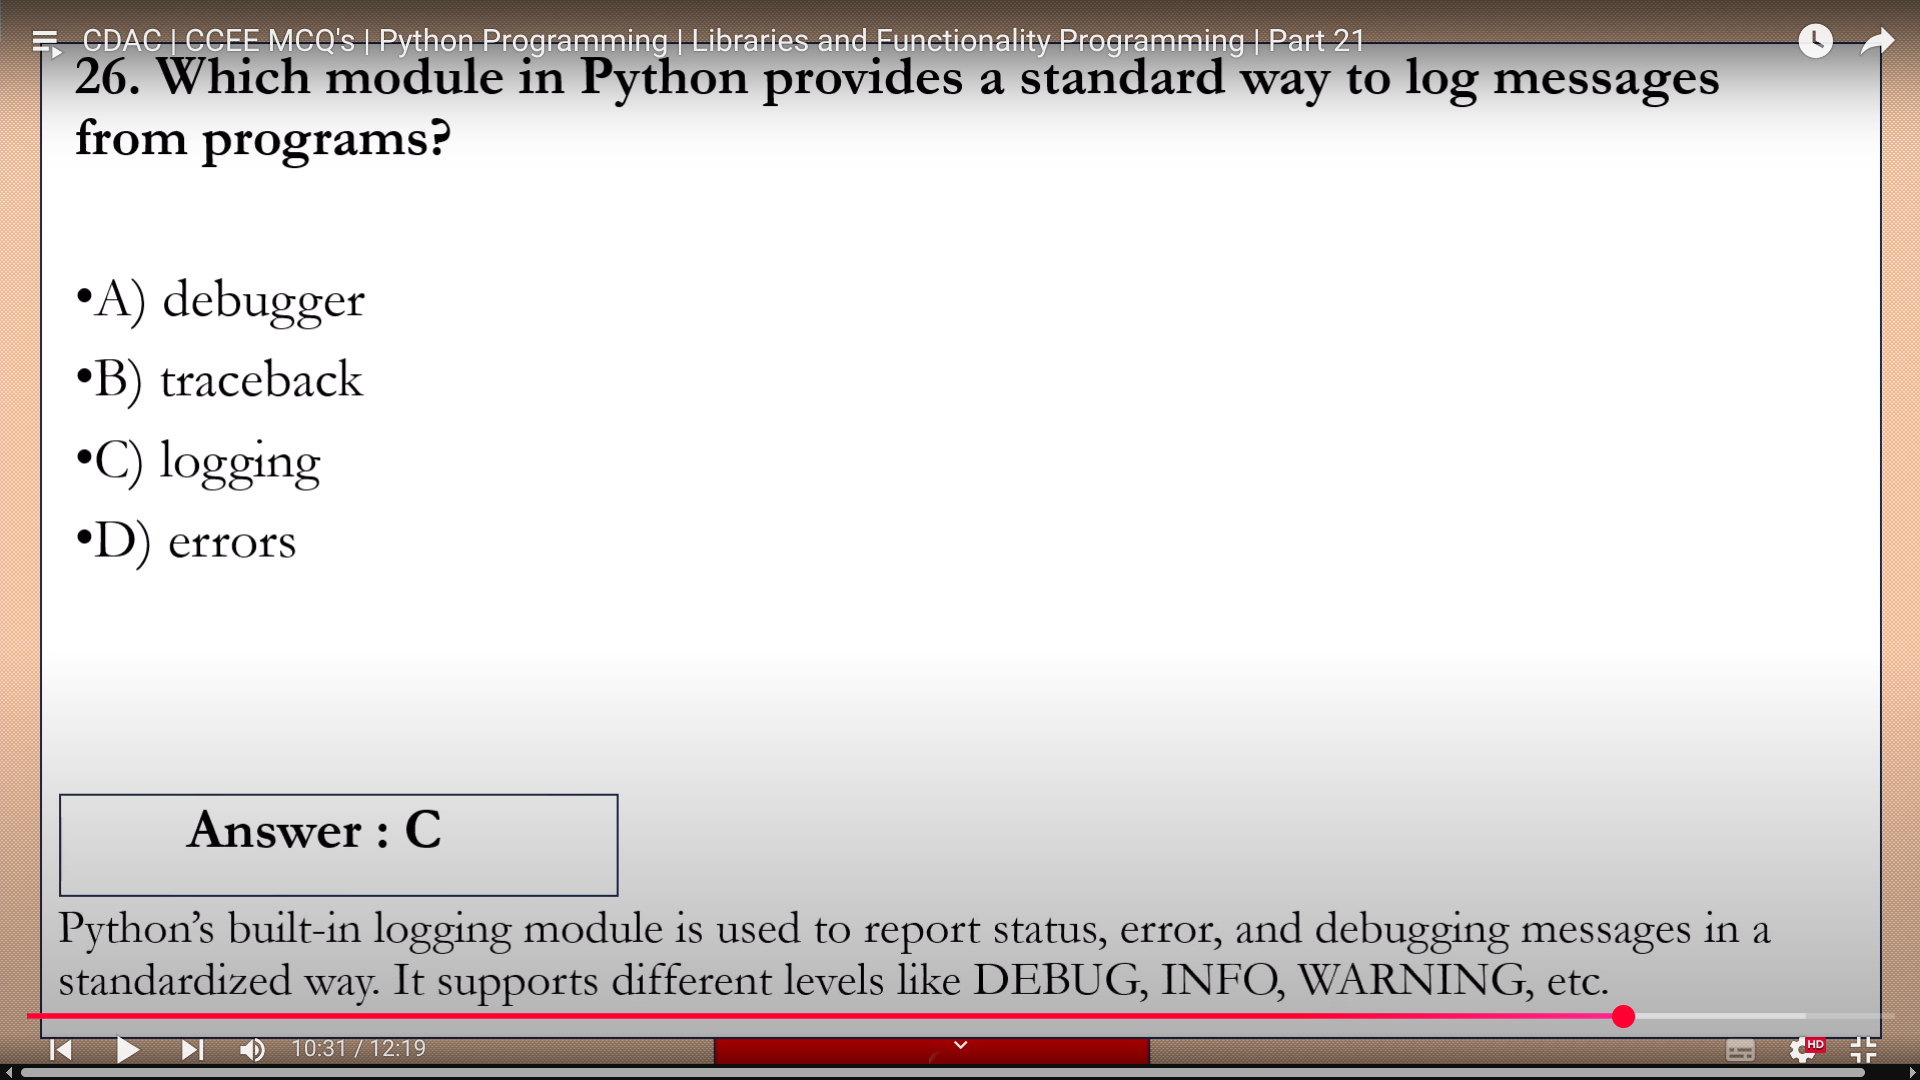 CDAC | CCEE MCQ's | Python Programming | Libraries and Functionality Programming | Part 21
26. Which module in Python provides a standard way to log messages
from programs?
•A) debugger
•B) traceback
•C) logging
•D) errors
Answer : C
Python’s built-in logging module is used to report status, error, and debugging messages in a
standardized way. It supports different levels like DEBUG, INFO, WARNING, etc.
10:31 / 12:19
HD